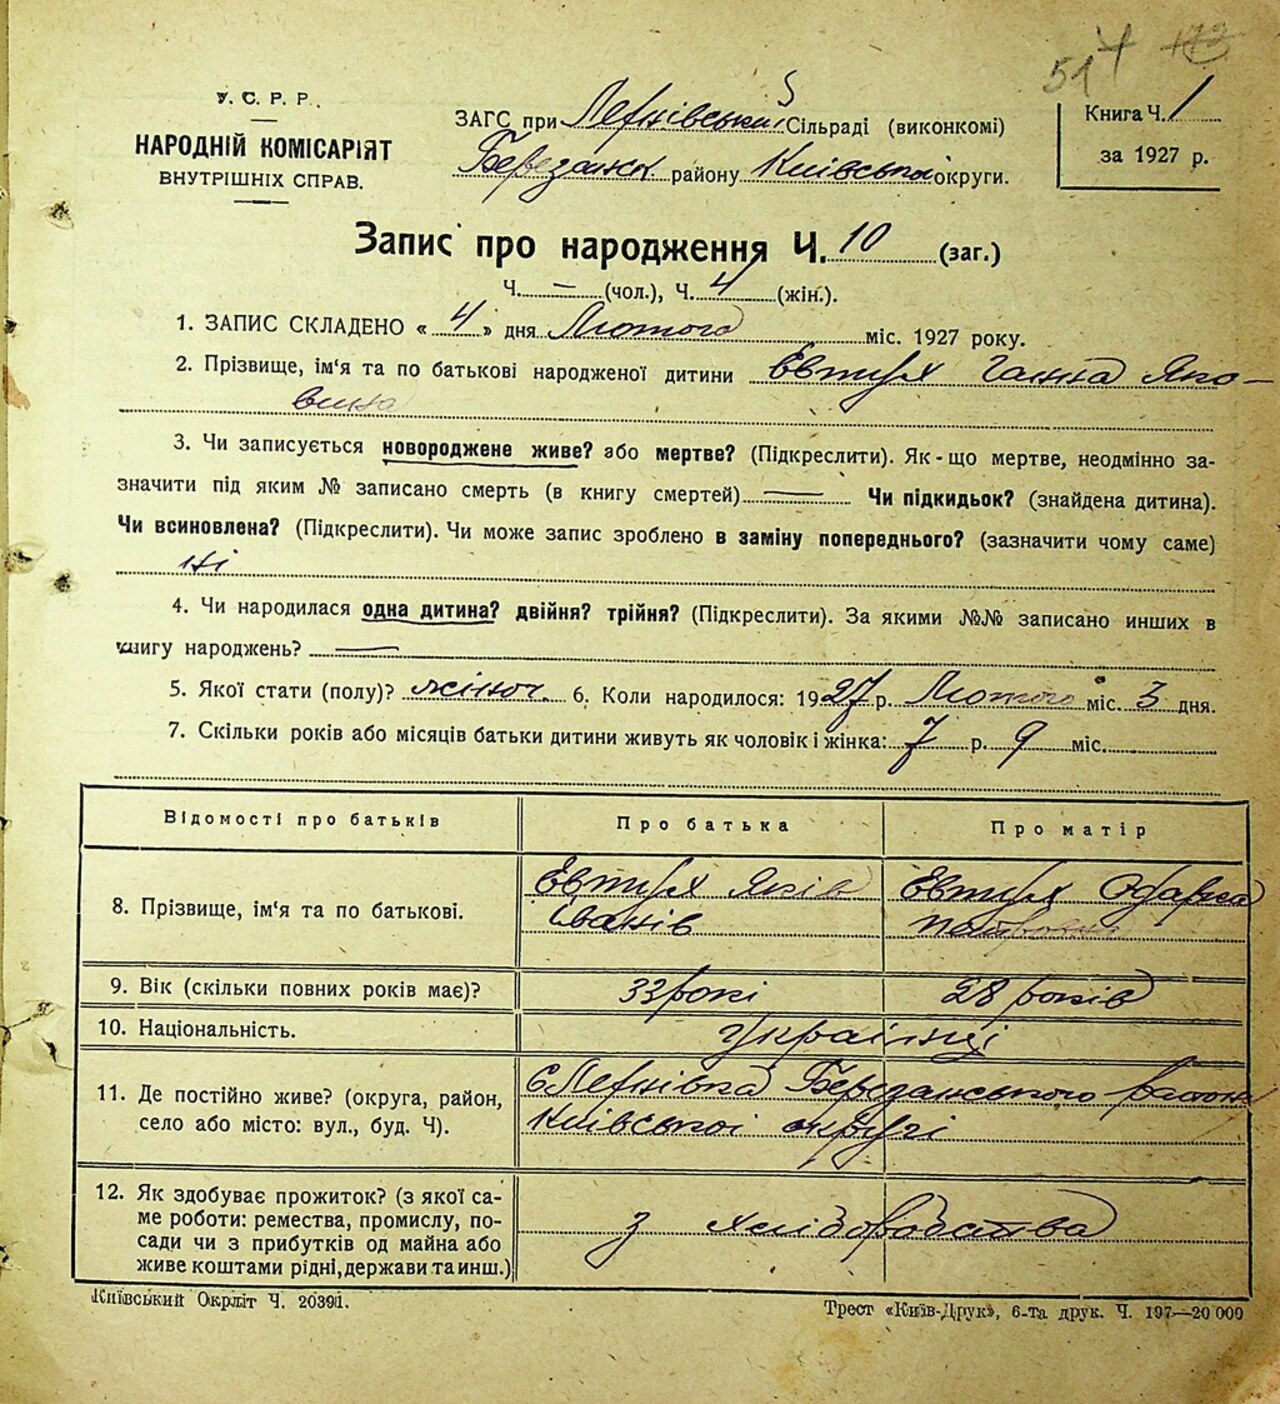 51 4 172
У. С. Р. Р.
НАРОДНІЙ КОМІСАРІЯТ
ВНУТРІШНІХ СПРАВ.
ЗАГС при Лехнівській Сільраді (виконкомі)
Березанськ району Київської округи.
Книга Ч. 1
за 1927 р.
Запис про народження Ч. 10 (заг.)
Ч. — (чол.), Ч. 4 (жін.).
1. ЗАПИС СКЛАДЕНО « 4 » дня Лютого міс. 1927 року.
2. Прізвище, ім‘я та по батькові народженої дитини Євтух Ганна Яко-
вивна
3. Чи записується новороджене живе? або мертве? (Підкреслити). Як-що мертве, неодмінно за-
значити під яким № записано смерть (в книгу смертей) — Чи підкидьок? (знайдена дитина).
Чи всиновлена? (Підкреслити). Чи може запис зроблено в заміну попереднього? (зазначити чому саме)
Ні
4. Чи народилася одна дитина? двійня? трійня? (Підкреслити). За якими №№ записано инших в
книгу народжень? —
5. Якої стати (полу)? жіноч. 6. Коли народилося: 1927 р. Лютого міс. 3 дня.
7. Скільки років або місяців батьки дитини живуть як чоловік і жінка: 7 р. 9 міс.
Відомості про батьків Про батька Про матір
8. Прізвище, ім‘я та по батькові. Євтух Яків Євтух Одарка
Іванів Петровна
9. Вік (скільки повних років має)? 33 роки 28 років
10. Національність. Українці
11. Де постійно живе? (округа, район, С Лехнівка Березанського району
село або місто: вул., буд. Ч). Київської округі
12. Як здобуває прожиток? (з якої са-
ме роботи: ремества, промислу, по- з хліборобства
сади чи з прибутків од майна або
живе коштами рідні, держави та инш.)
Київський Окрліт Ч. 20391.
Трест «Київ-Друк», 6-та друк. Ч. 197—20 000